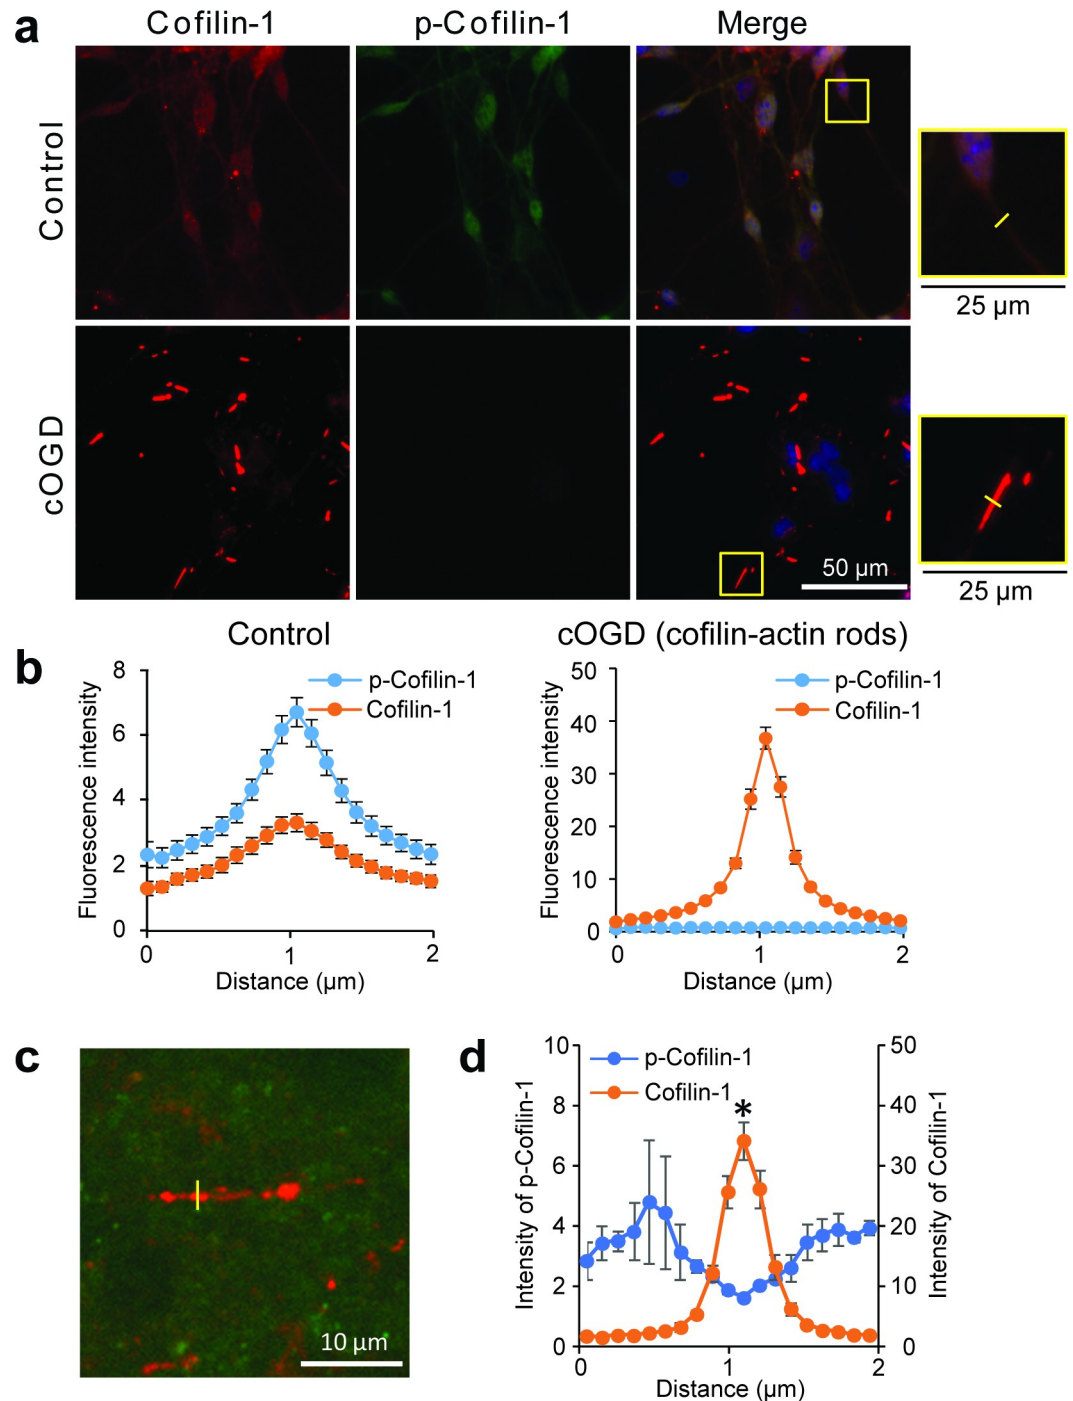 a
Cofilin-1 p-Cofilin-1 Merge
Control
25 µm
cOGD
50 µm
25 µm
b
Control
8
6
4
2
0
Fluorescence intensity
p-Cofilin-1
Cofilin-1
0 1 2
Distance (µm)
cOGD (cofilin-actin rods)
50
40
30
20
10
0
Fluorescence intensity
p-Cofilin-1
Cofilin-1
0 1 2
Distance (µm)
c
10 µm
d
10
8
6
4
2
0
Intensity of p-Cofilin-1
p-Cofilin-1
Cofilin-1
*
50
40
30
20
10
0
Intensity of Cofilin-1
0 1 2
Distance (µm)